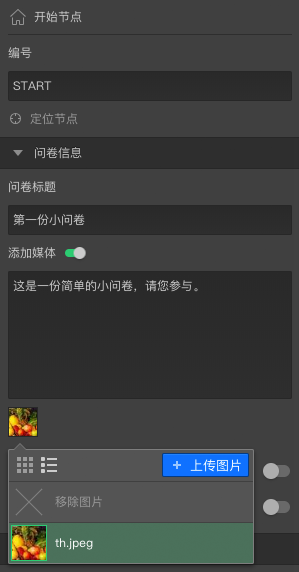 开始节点
编号
START
定位节点
问卷信息
问卷标题
第一份小问卷
添加媒体
这是一份简单的小问卷，请您参与。
+ 上传图片
移除图片
th.jpeg